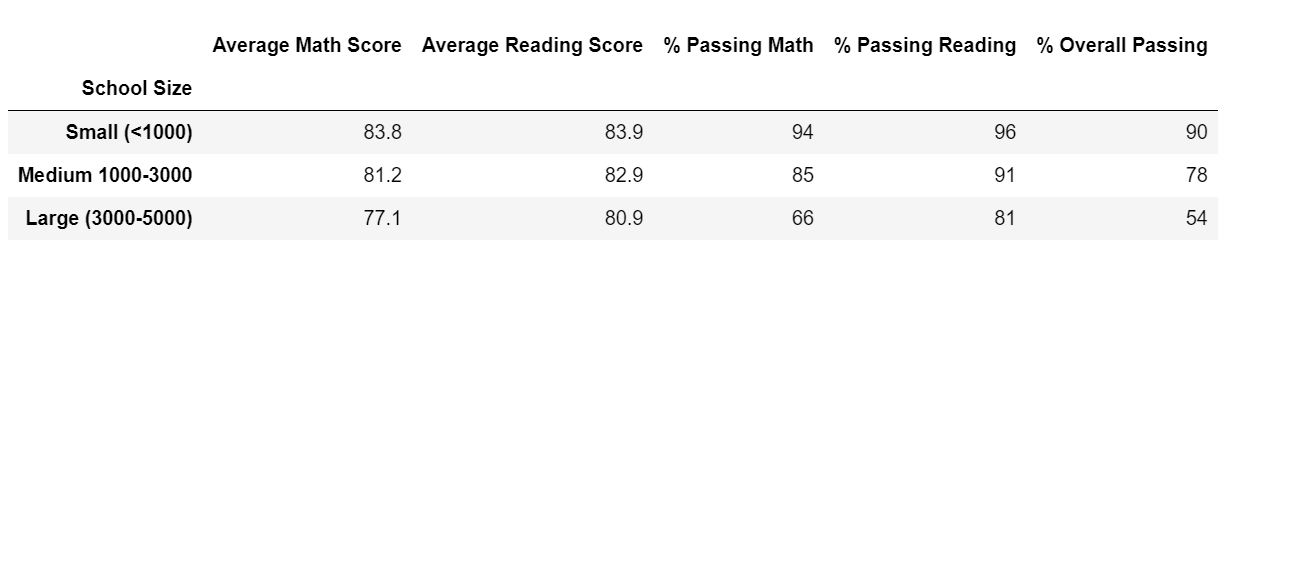 Average Math Score Average Reading Score % Passing Math % Passing Reading % Overall Passing
School Size
Small (<1000) 83.8 83.9 94 96 90
Medium 1000-3000 81.2 82.9 85 91 78
Large (3000-5000) 77.1 80.9 66 81 54